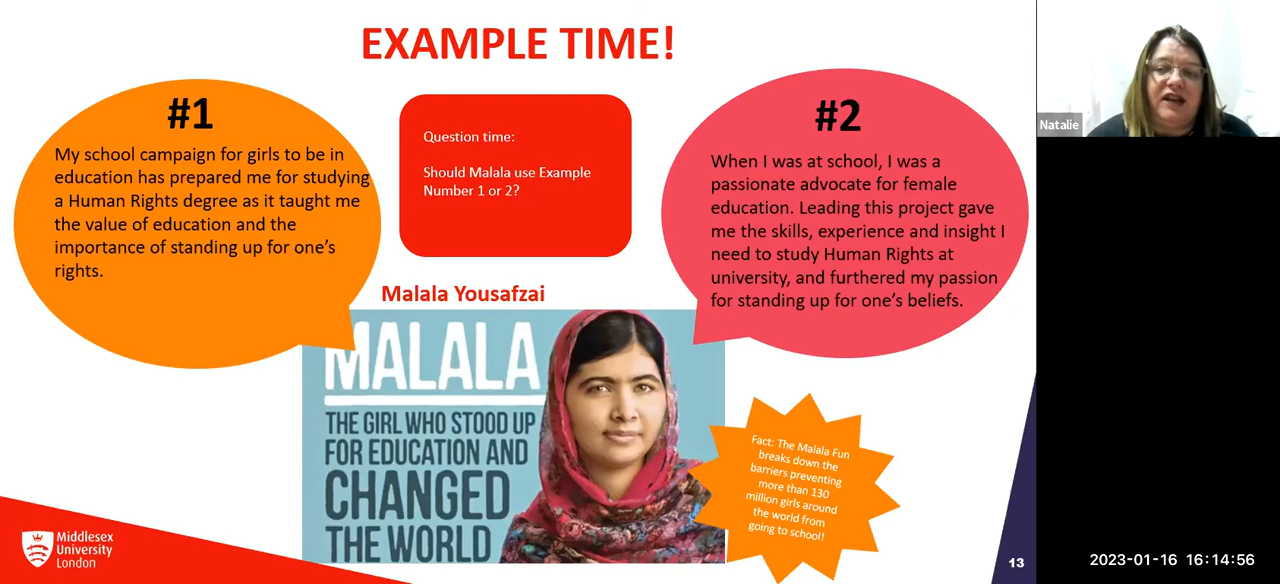 EXAMPLE TIME!
#1
My school campaign for girls to be in
education has prepared me for studying
a Human Rights degree as it taught me
the value of education and the
importance of standing up for one's
rights.
Question time:
Should Malala use Example
Number 1 or 2?
#2
When I was at school, I was a
passionate advocate for female
education. Leading this project gave
me the skills, experience and insight I
need to study Human Rights at
university, and furthered my passion
for standing up for one's beliefs.
Natalie
Malala Yousafzai
MALALA
THE GIRL WHO STOOD UP
FOR EDUCATION AND
CHANGED
THE WORLD
Fact: The Malala Fun
breaks down the
barriers preventing
more than 130
million girls around
the world from
going to school!
Middlesex
University
London
13
2023-01-16 16:14:56